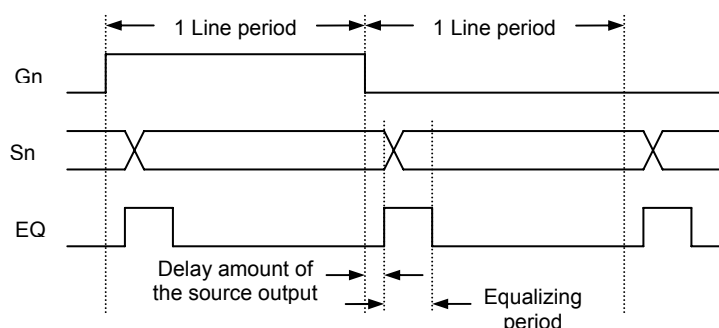 1 Line period
1 Line period
Gn
Sn
EQ
Delay amount of
the source output
Equalizing
period